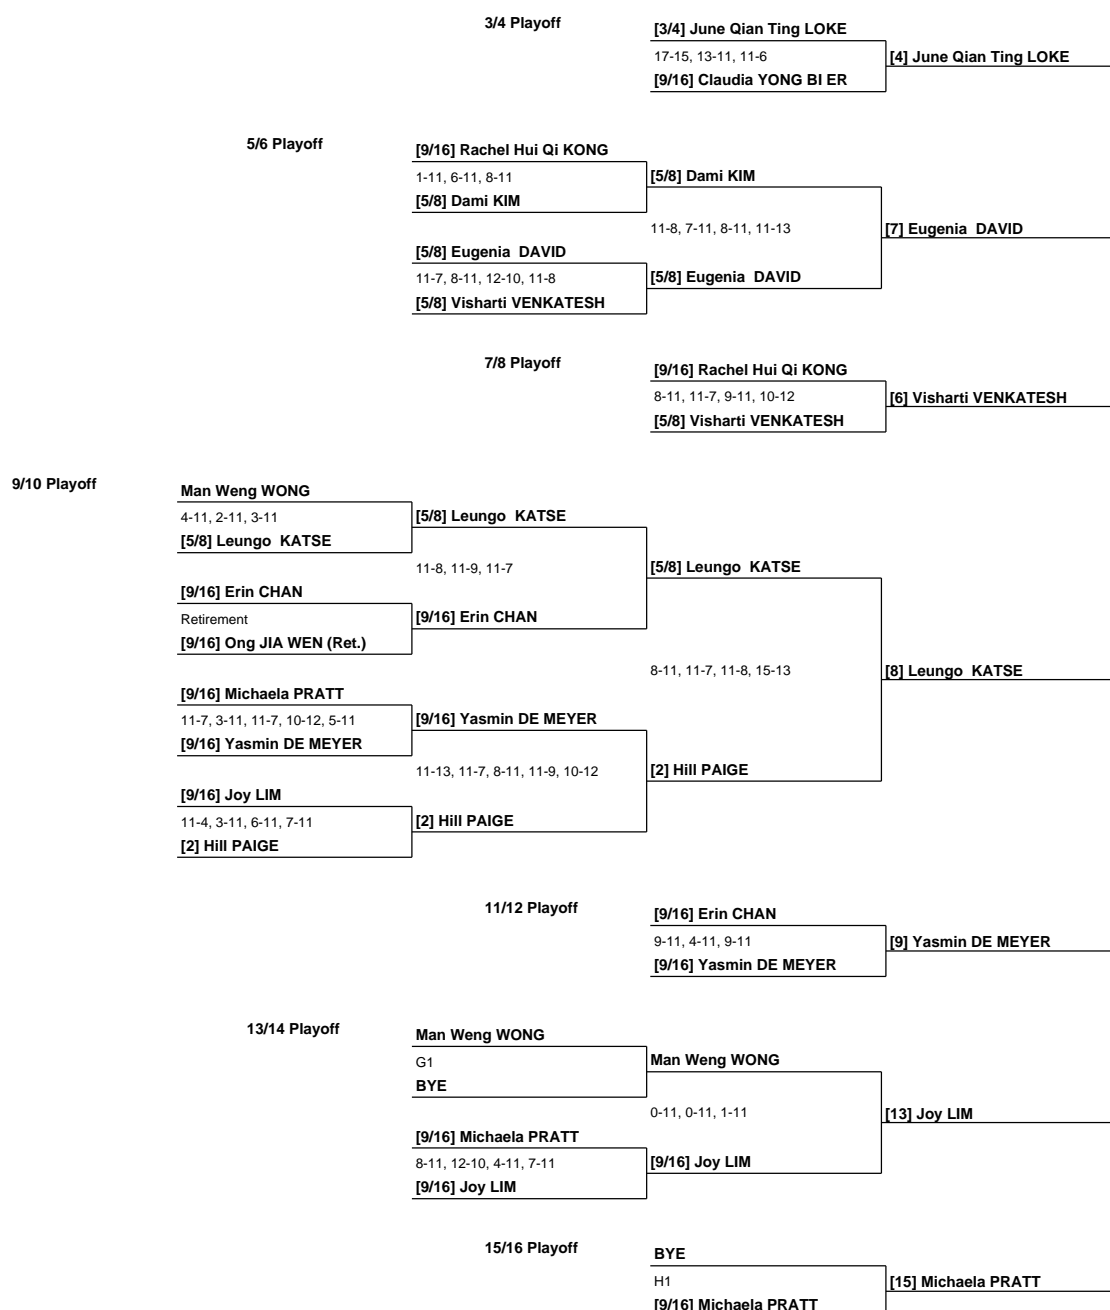 3/4 Playoff
[3/4] June Qian Ting LOKE
17-15, 13-11, 11-6
[4] June Qian Ting LOKE
[9/16] Claudia YONG BI ER
5/6 Playoff
[9/16] Rachel Hui Qi KONG
1-11, 6-11, 8-11
[5/8] Dami KIM
[5/8] Dami KIM
11-8, 7-11, 8-11, 11-13
[7] Eugenia  DAVID
[5/8] Eugenia  DAVID
11-7, 8-11, 12-10, 11-8
[5/8] Eugenia  DAVID
[5/8] Visharti VENKATESH
7/8 Playoff
[9/16] Rachel Hui Qi KONG
8-11, 11-7, 9-11, 10-12
[6] Visharti VENKATESH
[5/8] Visharti VENKATESH
9/10 Playoff
Man Weng WONG
4-11, 2-11, 3-11
[5/8] Leungo  KATSE
[5/8] Leungo  KATSE
11-8, 11-9, 11-7
[5/8] Leungo  KATSE
[9/16] Erin CHAN
Retirement
[9/16] Erin CHAN
[9/16] Ong JIA WEN (Ret.)
8-11, 11-7, 11-8, 15-13
[8] Leungo  KATSE
[9/16] Michaela PRATT
11-7, 3-11, 11-7, 10-12, 5-11
[9/16] Yasmin DE MEYER
[9/16] Yasmin DE MEYER
11-13, 11-7, 8-11, 11-9, 10-12
[2] Hill PAIGE
[9/16] Joy LIM
11-4, 3-11, 6-11, 7-11
[2] Hill PAIGE
[2] Hill PAIGE
11/12 Playoff
[9/16] Erin CHAN
9-11, 4-11, 9-11
[9] Yasmin DE MEYER
[9/16] Yasmin DE MEYER
13/14 Playoff
Man Weng WONG
G1
Man Weng WONG
BYE
0-11, 0-11, 1-11
[13] Joy LIM
[9/16] Michaela PRATT
8-11, 12-10, 4-11, 7-11
[9/16] Joy LIM
[9/16] Joy LIM
15/16 Playoff
BYE
H1
[15] Michaela PRATT
[9/16] Michaela PRATT